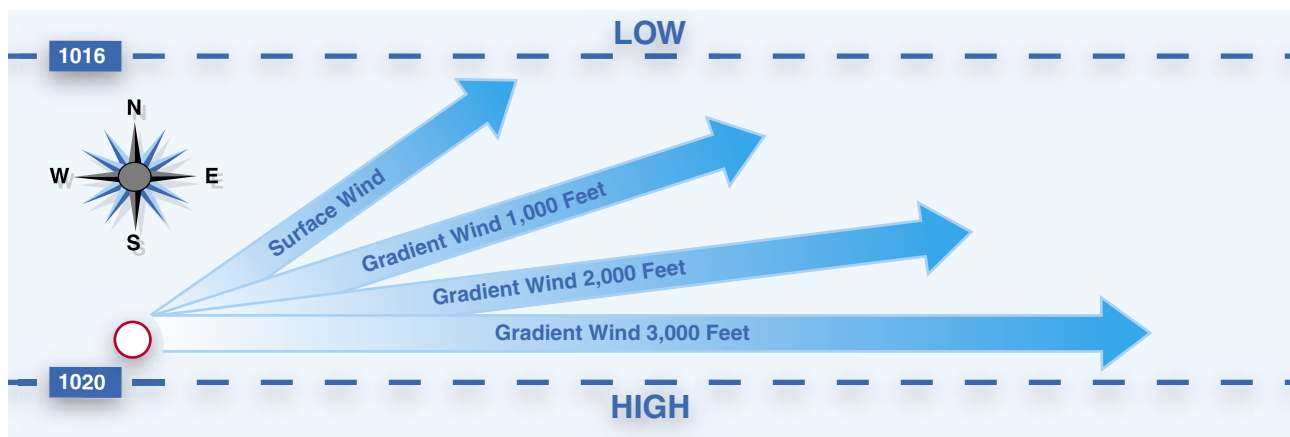 LOW
1016
N
W
E
S
Surface Wind
Gradient Wind 1,000 Feet
Gradient Wind 2,000 Feet
Gradient Wind 3,000 Feet
1020
HIGH